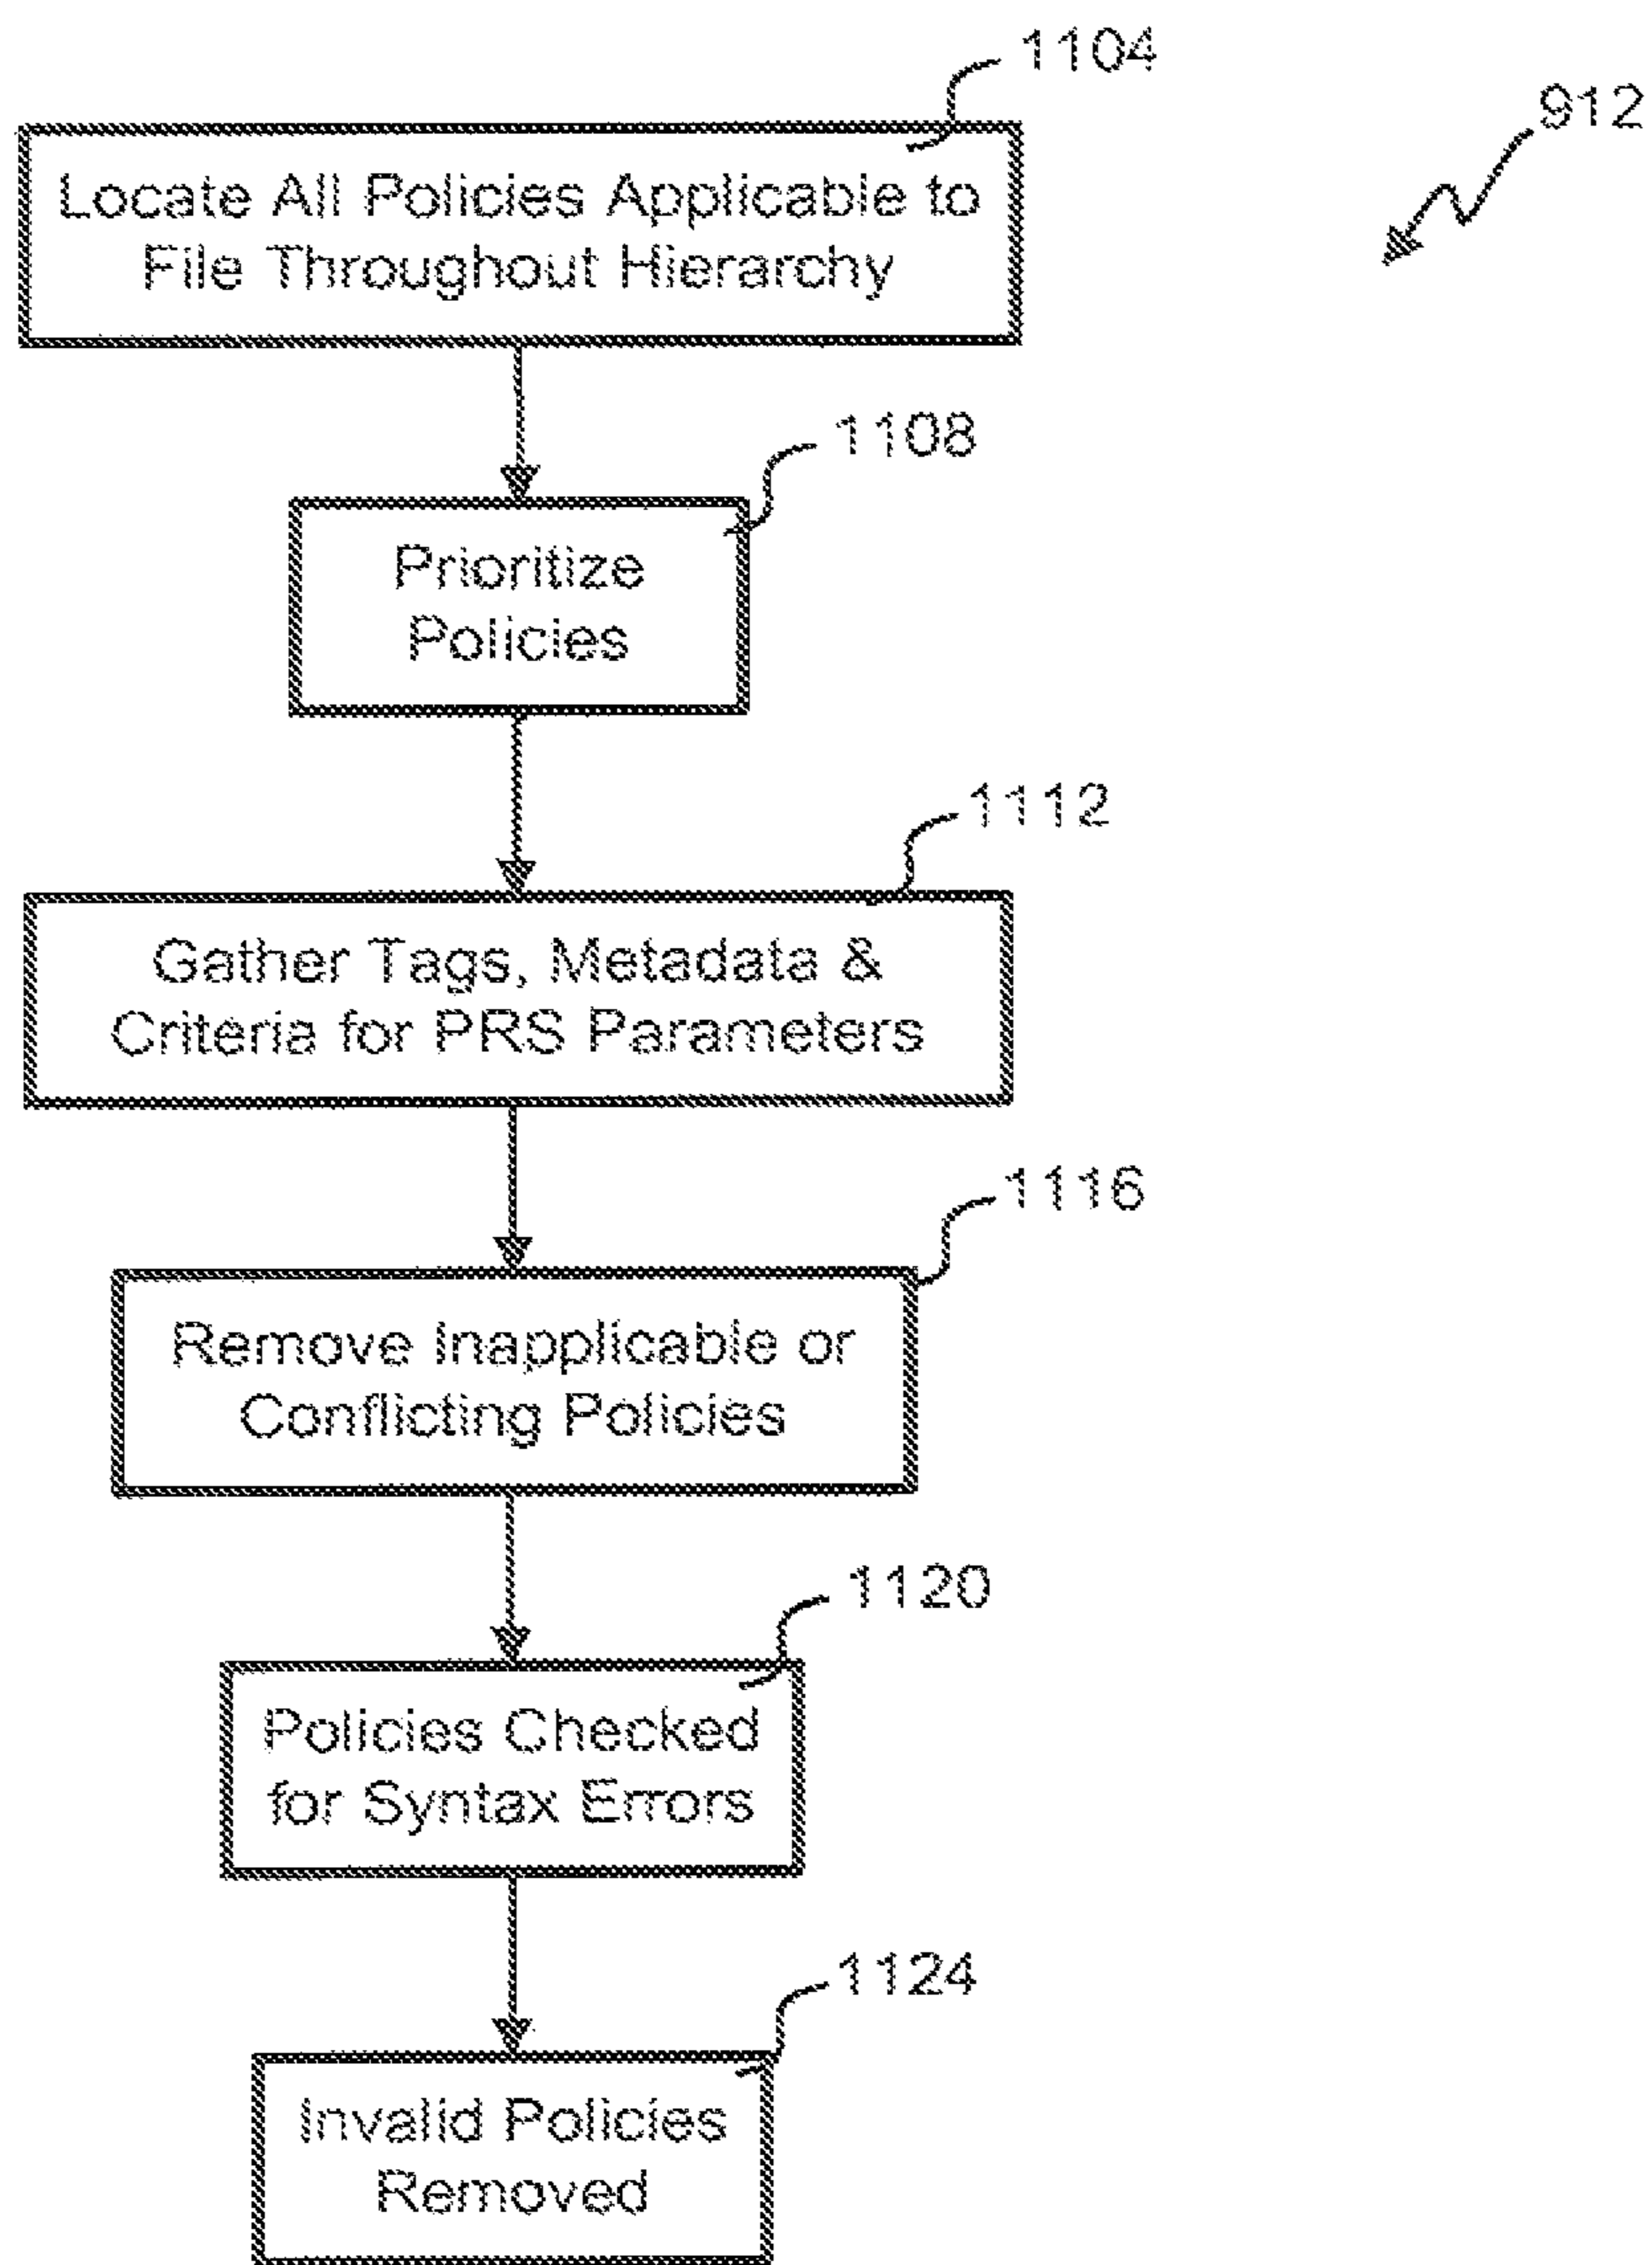 1104
912
Locate All Policies Applicable to
File Throughout Hierarchy
1108
Prioritize
Policies
1112
Gather Tags, Metadata &
Criteria for PRS Parameters
1116
Remove Inapplicable or
Conflicting Policies
1120
Policies Checked
for Syntax Errors
1124
Invalid Policies
Removed